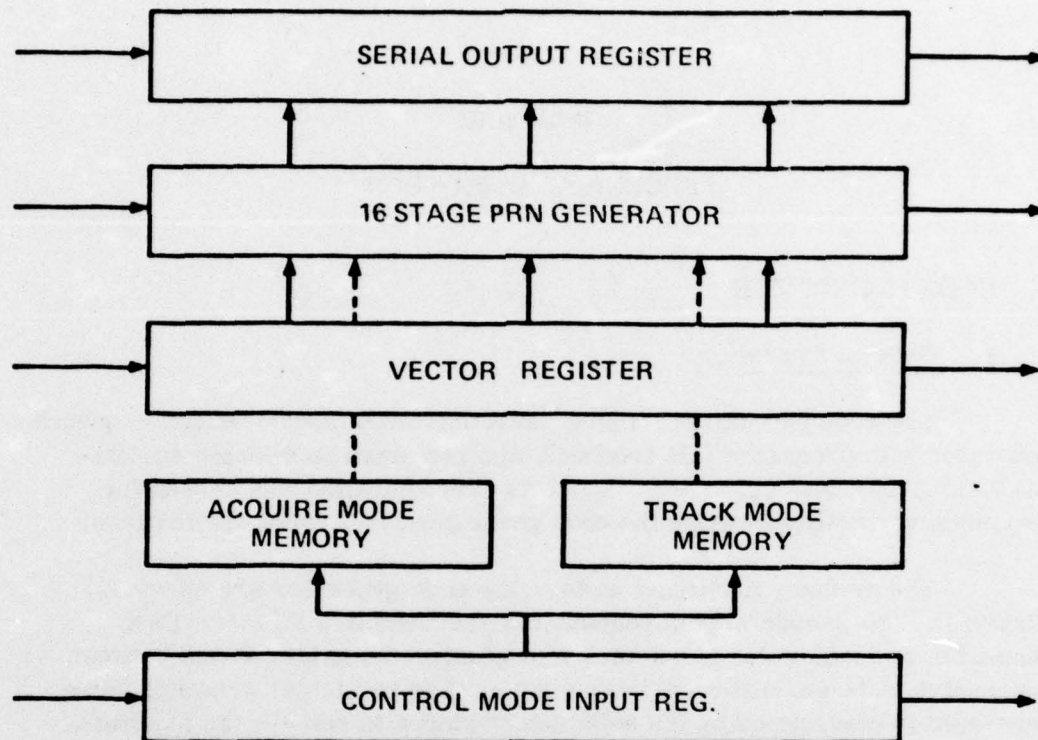 SERIAL OUTPUT REGISTER
16 STAGE PRN GENERATOR
VECTOR REGISTER
ACQUIRE MODE
MEMORY
TRACK MODE
MEMORY
CONTROL MODE INPUT REG.